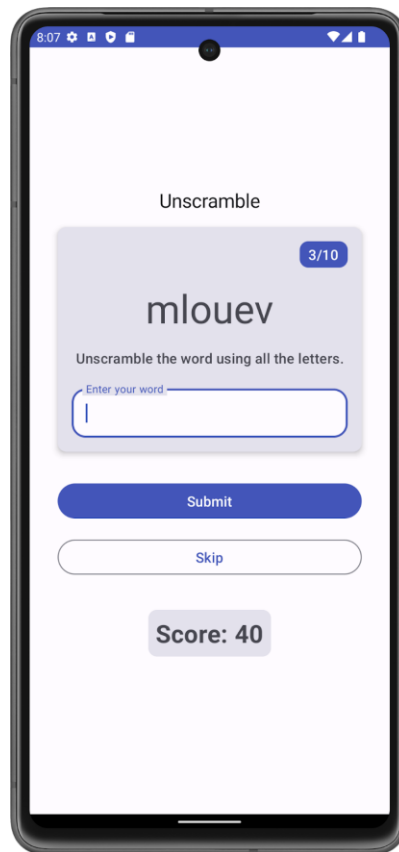 8:07
Unscramble
3/10
mlouev
Unscramble the word using all the letters.
Enter your word
Submit
Skip
Score: 40